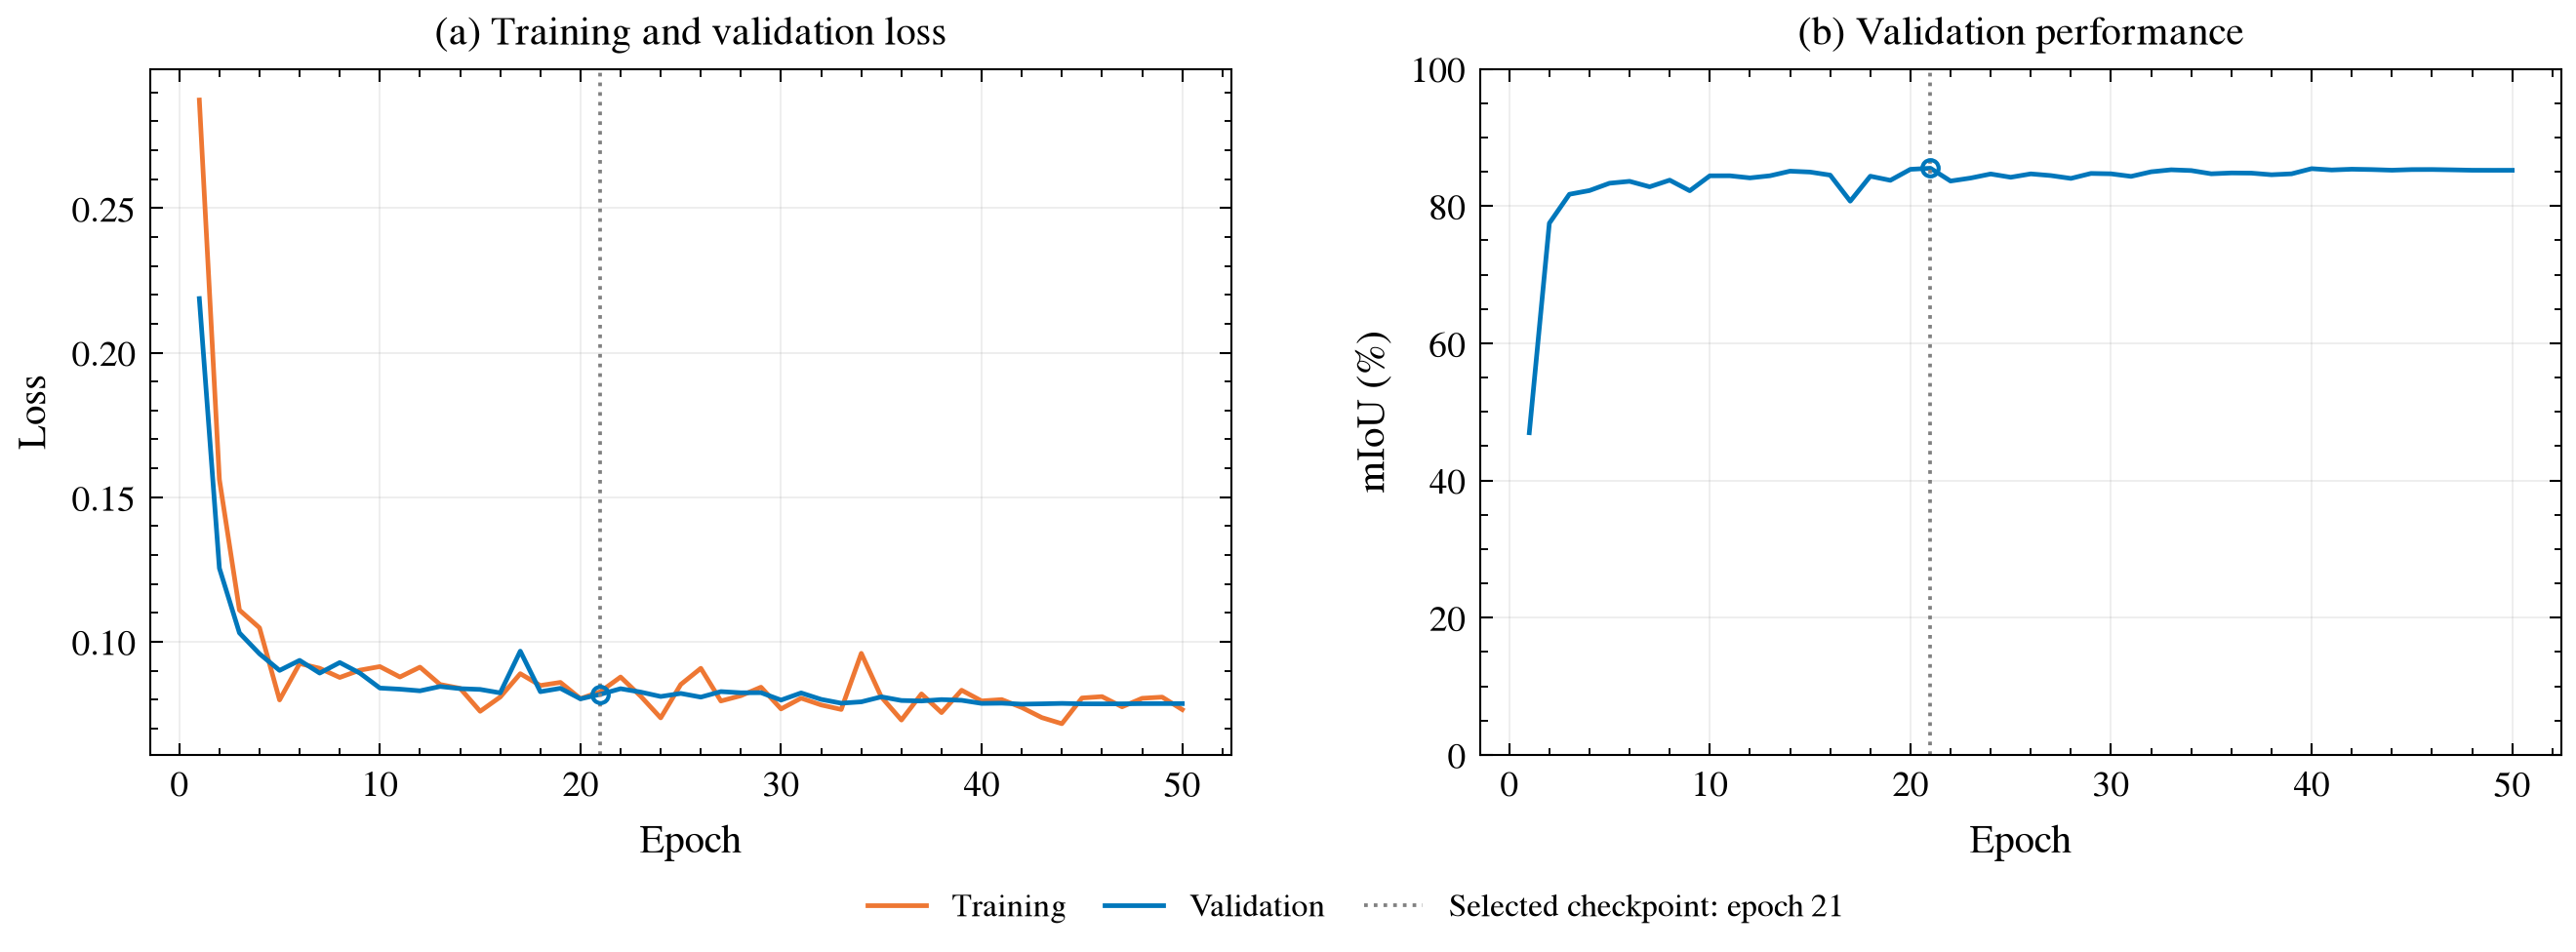 (a) Training and validation loss
Loss
0.25
0.20
0.15
0.10
0 10 20 30 40 50
Epoch
(b) Validation performance
mIoU (%)
100
80
60
40
20
0
0 10 20 30 40 50
Epoch
Training Validation Selected checkpoint: epoch 21